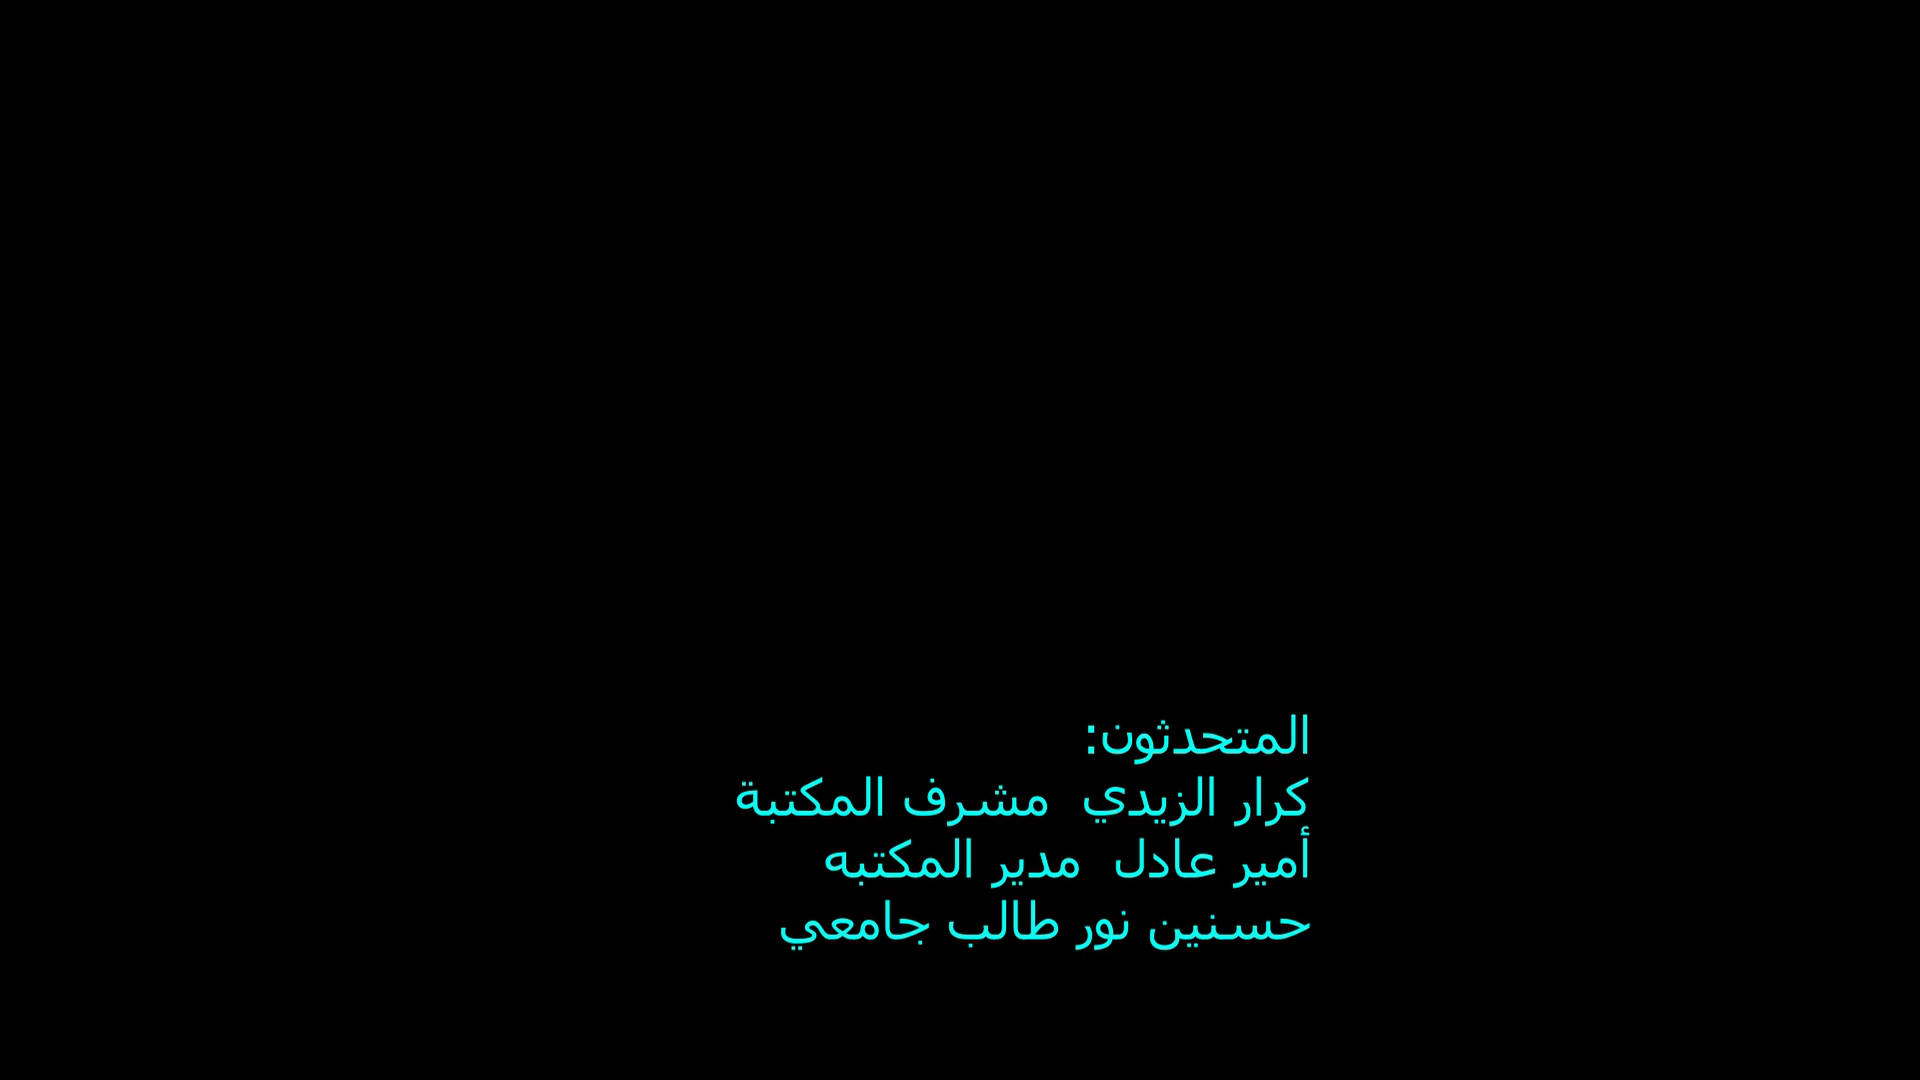 المتحدثون:
كرار الزيدي  مشرف المكتبة
أمير عادل  مدير المكتبه
حسنين نور طالب جامعي